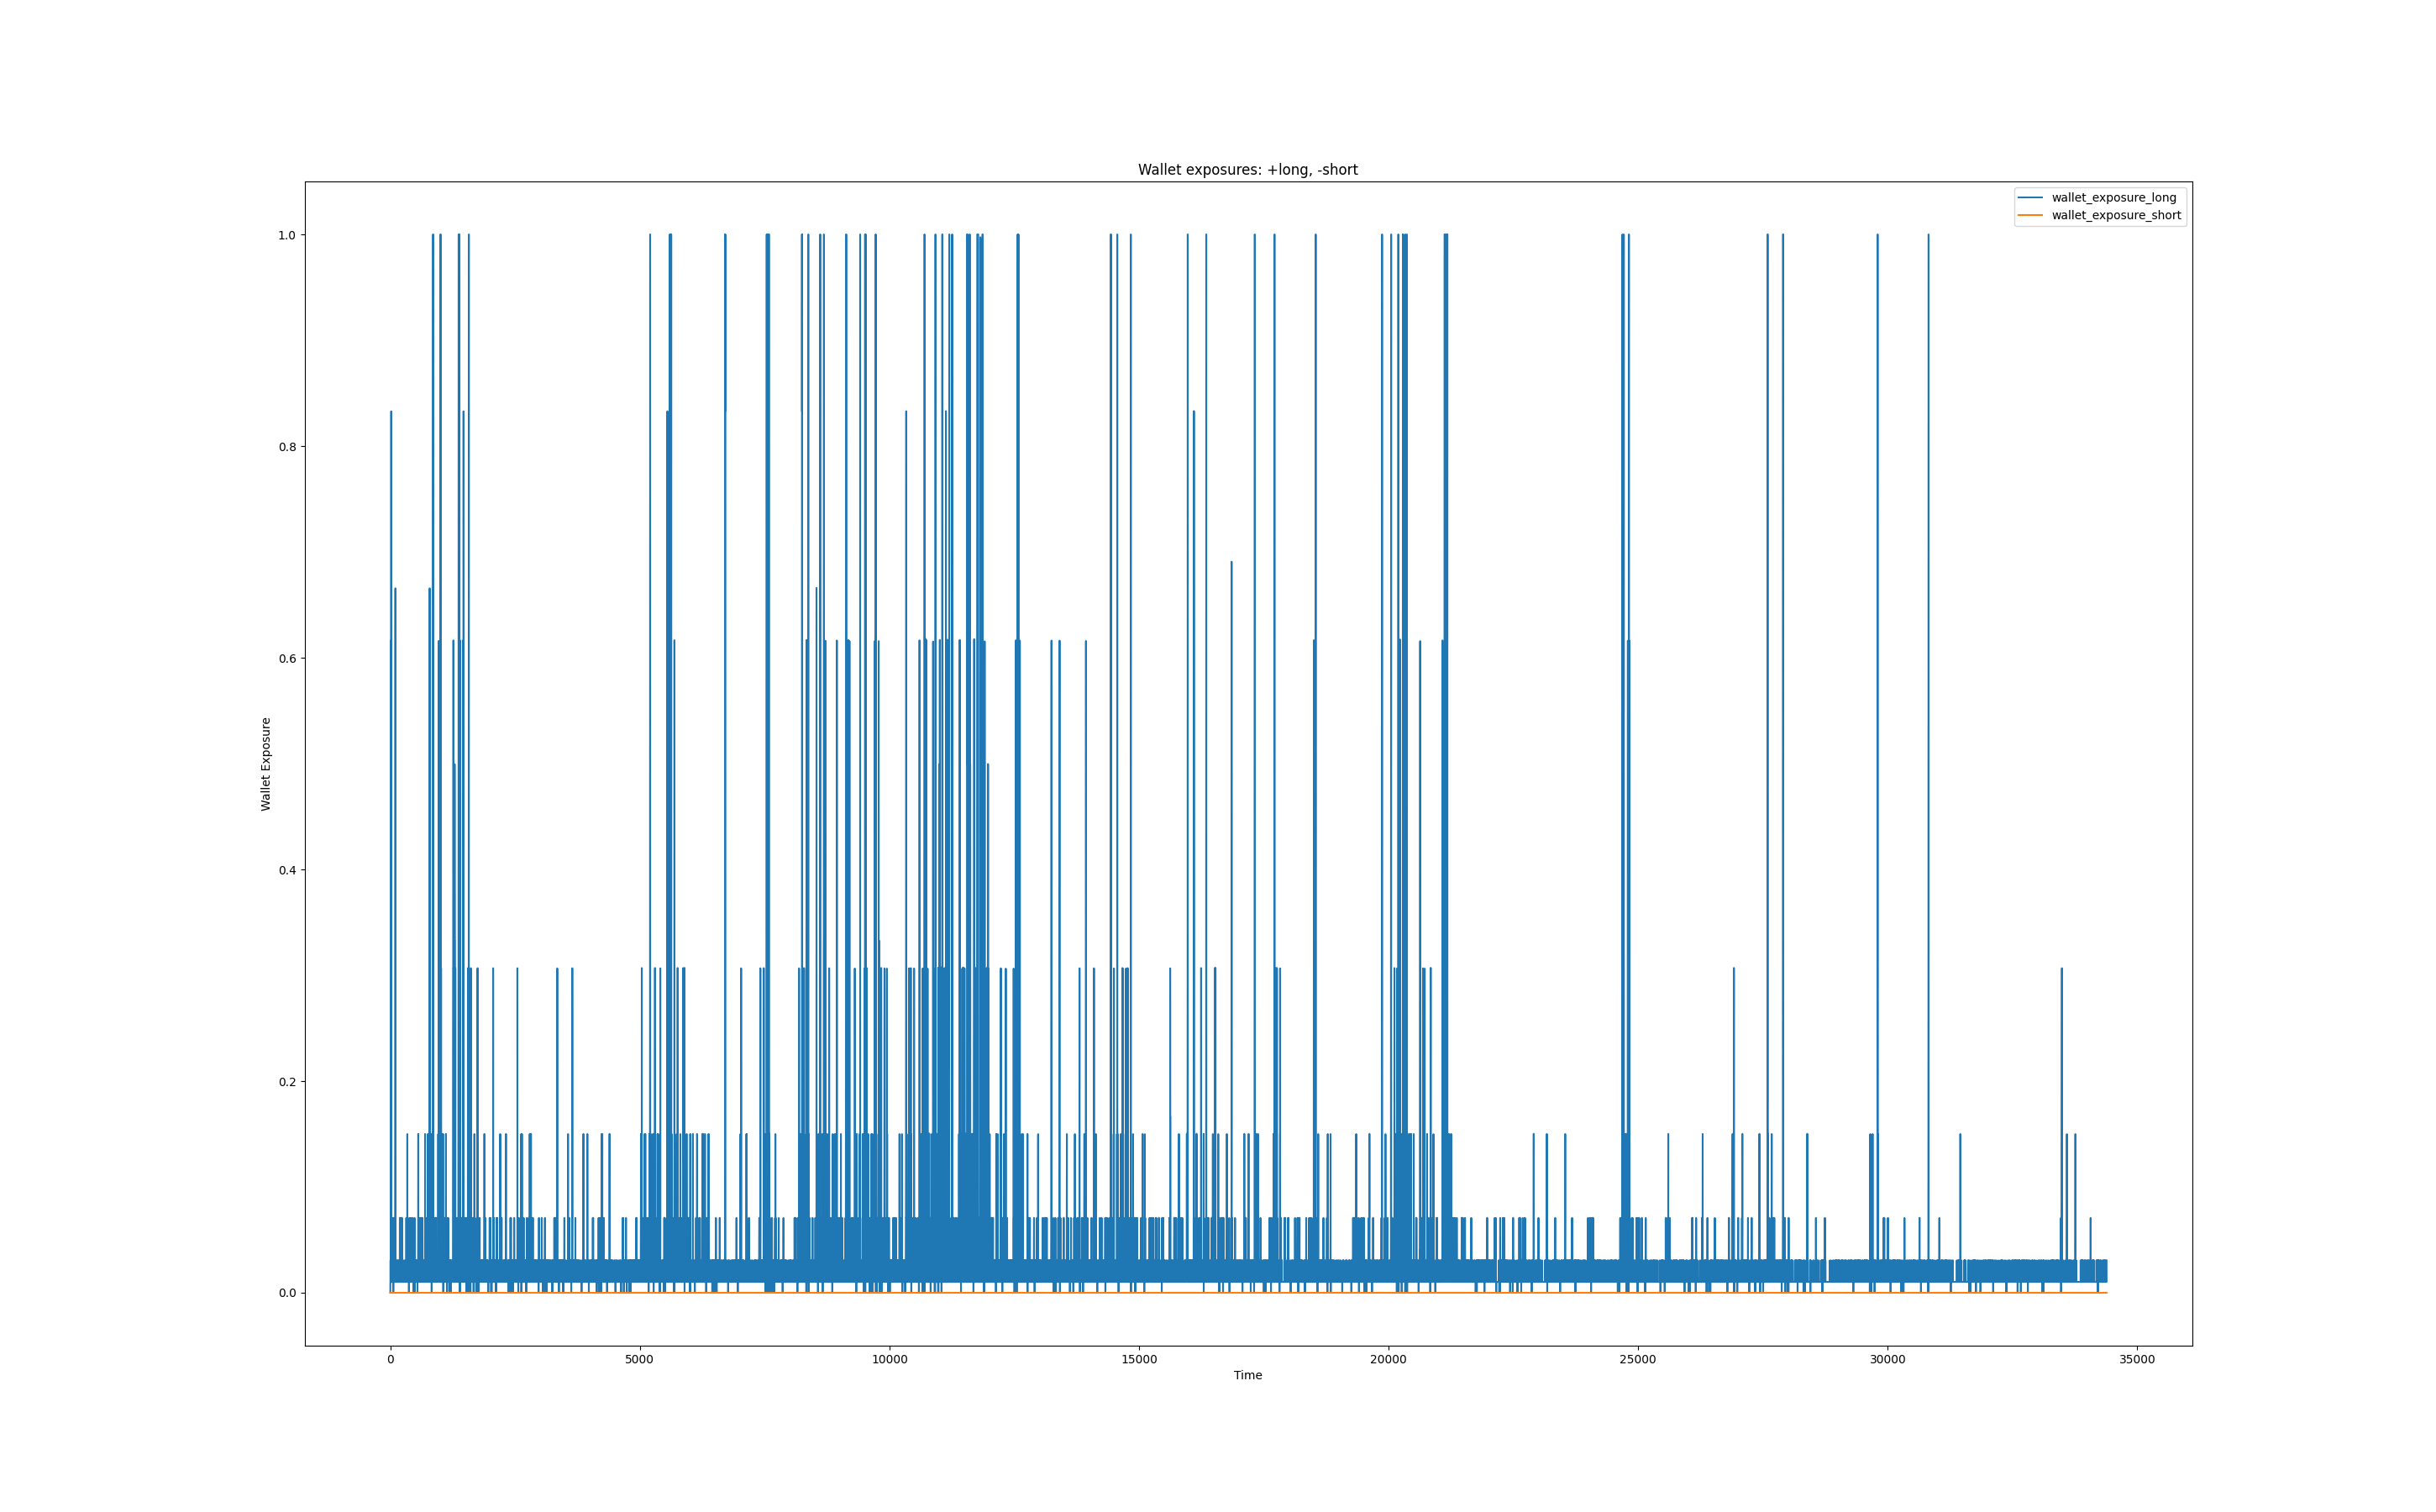 Wallet exposures: +long, -short
wallet_exposure_long
wallet_exposure_short
1.0
0.8
0.6
0.4
0.2
0.0
Wallet Exposure
0 5000 10000 15000 20000 25000 30000 35000
Time